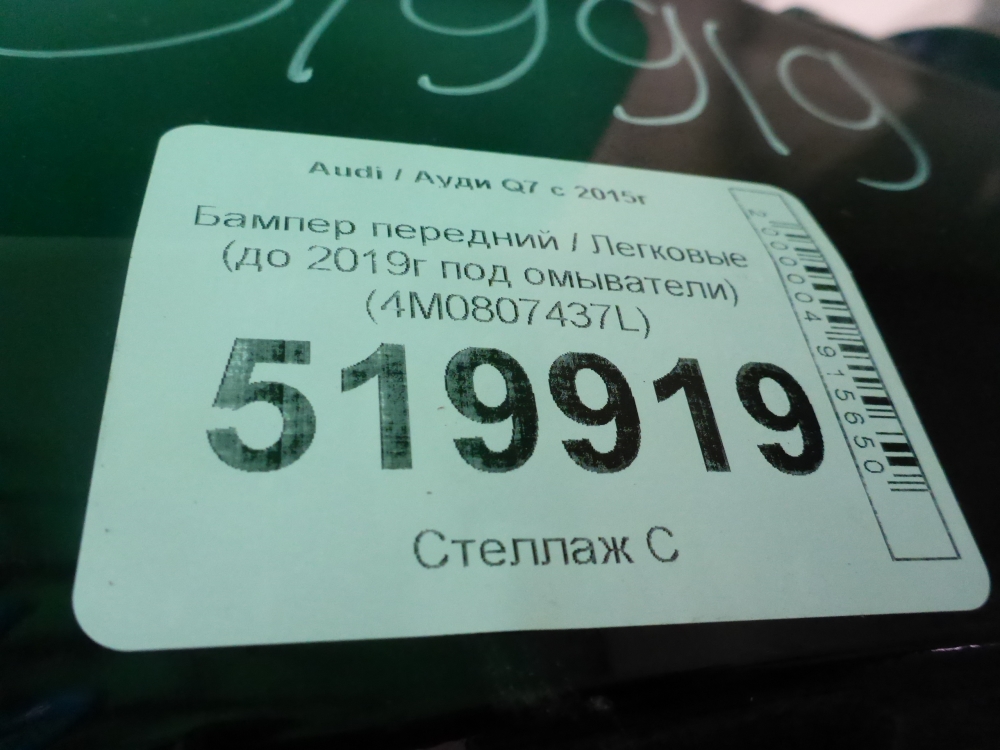 519919
Audi / Ауди Q7 с 2015г
Бампер передний / Легковые
(до 2019г под омыватели)
(4M0807437L)
519919
Стеллаж С
2000004915650